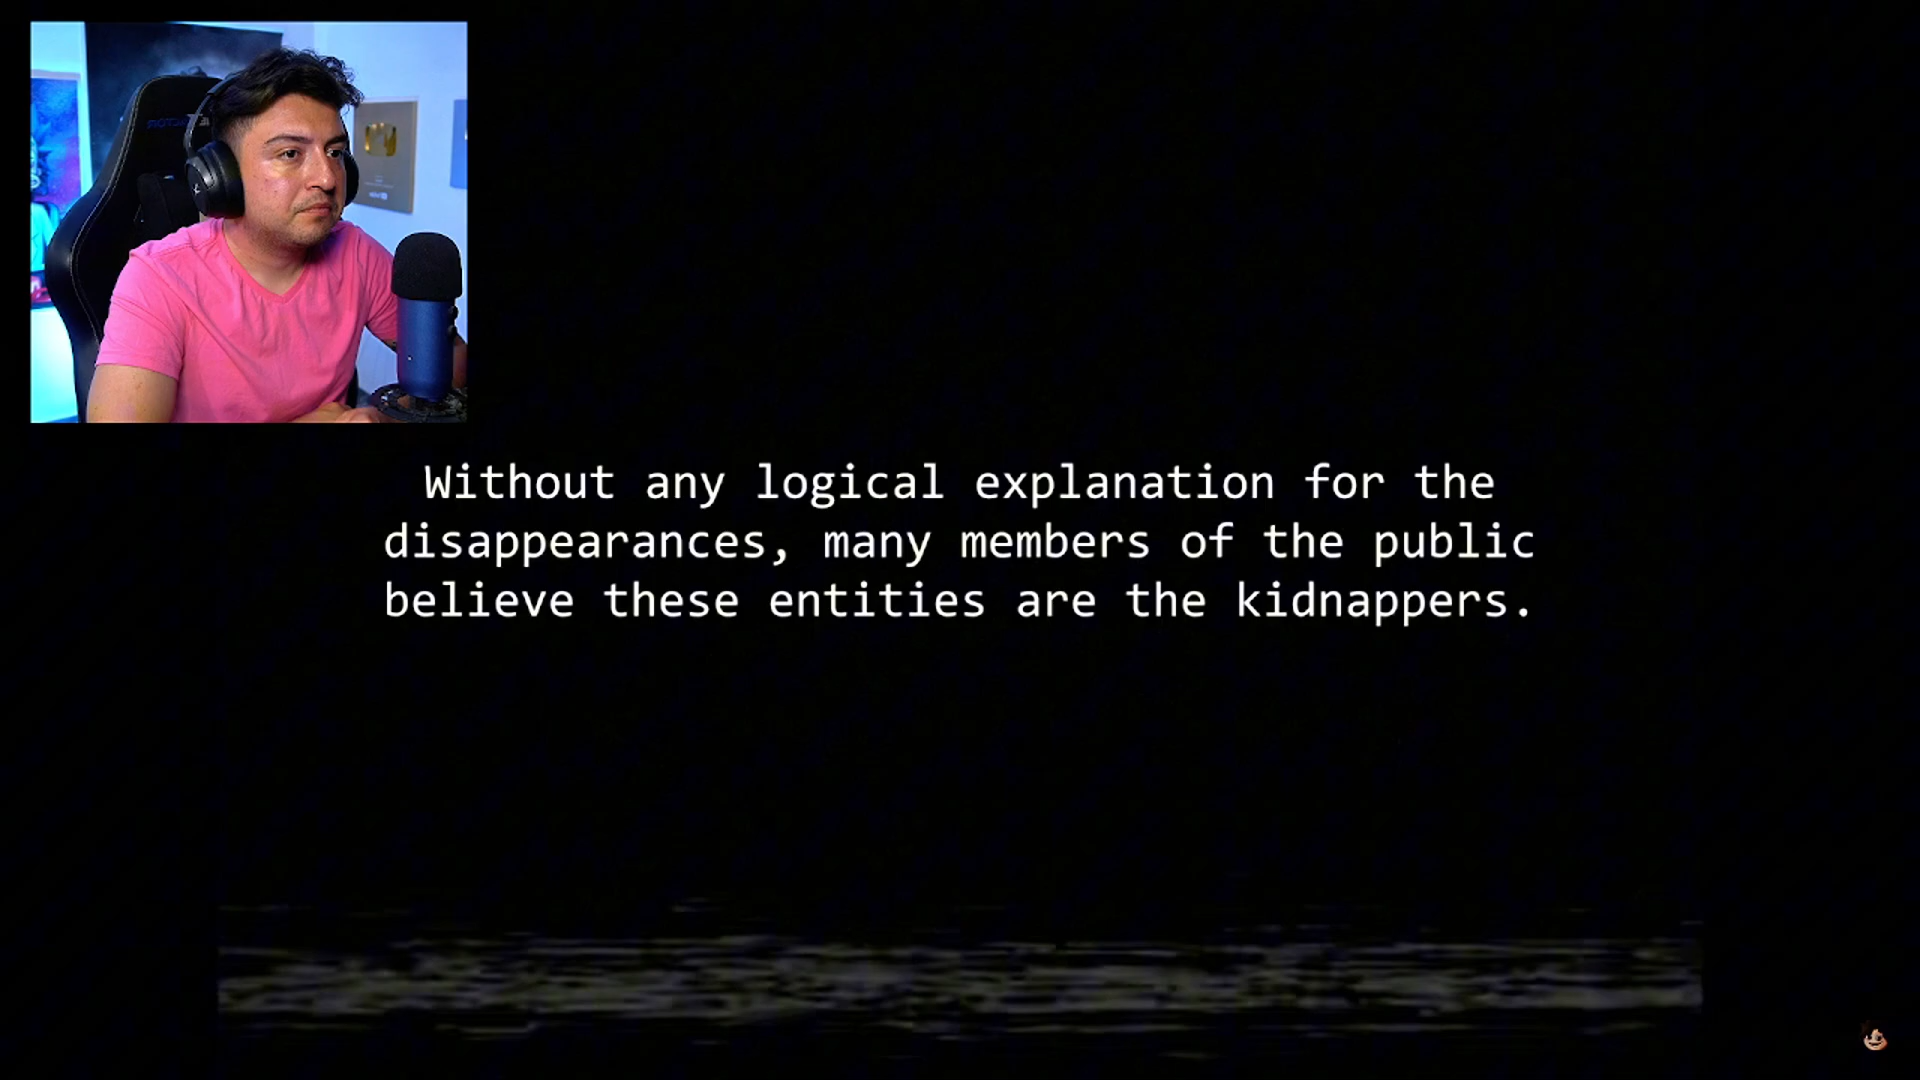 Without any logical explanation for the
disappearances, many members of the public
believe these entities are the kidnappers.